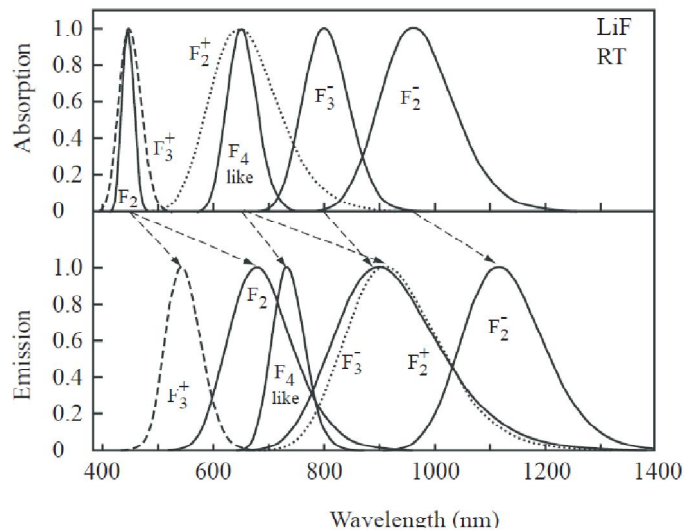 LiF
RT
Absorption
1.0
0.8
0.6
0.4
0.2
0
F₂
F₃⁺
F₂⁺
F₄
like
F₃⁻
F₂⁻
Emission
1.0
0.8
0.6
0.4
0.2
0
F₃⁺
F₂
F₄
like
F₃⁻
F₂⁺
F₂⁻
400 600 800 1000 1200 1400
Wavelength (nm)